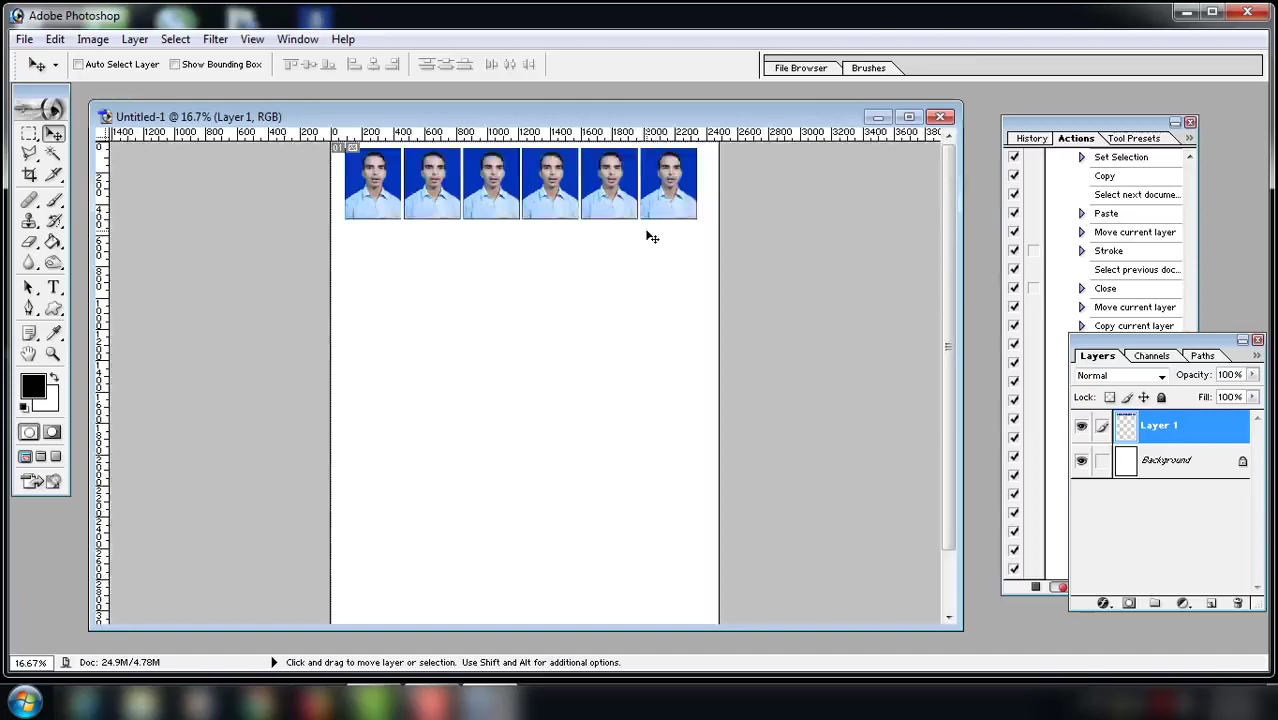 Adobe Photoshop
File Edit Image Layer Select Filter View Window Help
Auto Select Layer Show Bounding Box
File Browser Brushes
Untitled-1 @ 16.7% (Layer 1, RGB)
1400 1200 1000 800 600 400 200 0 200 400 600 800 1000 1200 1400 1600 1800 2000 2200 2400 2600 2800 3000 3200 3400 3600 380
History Actions Tool Presets
Set Selection
Copy
Select next docume...
Paste
Move current layer
Stroke
Select previous doc...
Close
Move current layer
Copy current layer
Layers Channels Paths
Normal Opacity: 100%
Lock: Fill: 100%
Layer 1
Background
16.67% Doc: 24.9M/4.78M Click and drag to move layer or selection. Use Shift and Alt for additional options.